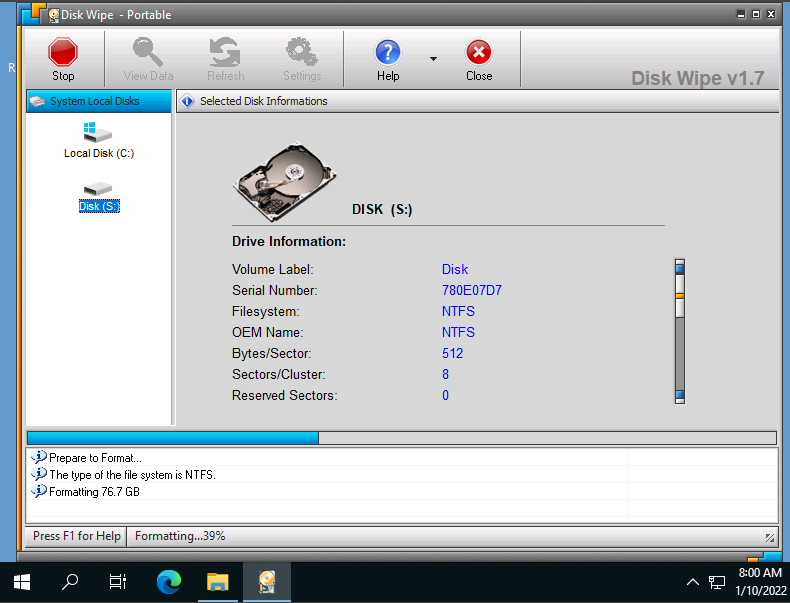 Disk Wipe - Portable
R
Stop
View Data
Refresh
Settings
Help
Close
Disk Wipe v1.7
System Local Disks
Selected Disk Informations
Local Disk (C:)
Disk (S:)
DISK (S:)
Drive Information:
Volume Label: Disk
Serial Number: 780E07D7
Filesystem: NTFS
OEM Name: NTFS
Bytes/Sector: 512
Sectors/Cluster: 8
Reserved Sectors: 0
Prepare to Format...
The type of the file system is NTFS.
Formatting 76.7 GB
Press F1 for Help
Formatting...39%
8:00 AM
1/10/2022